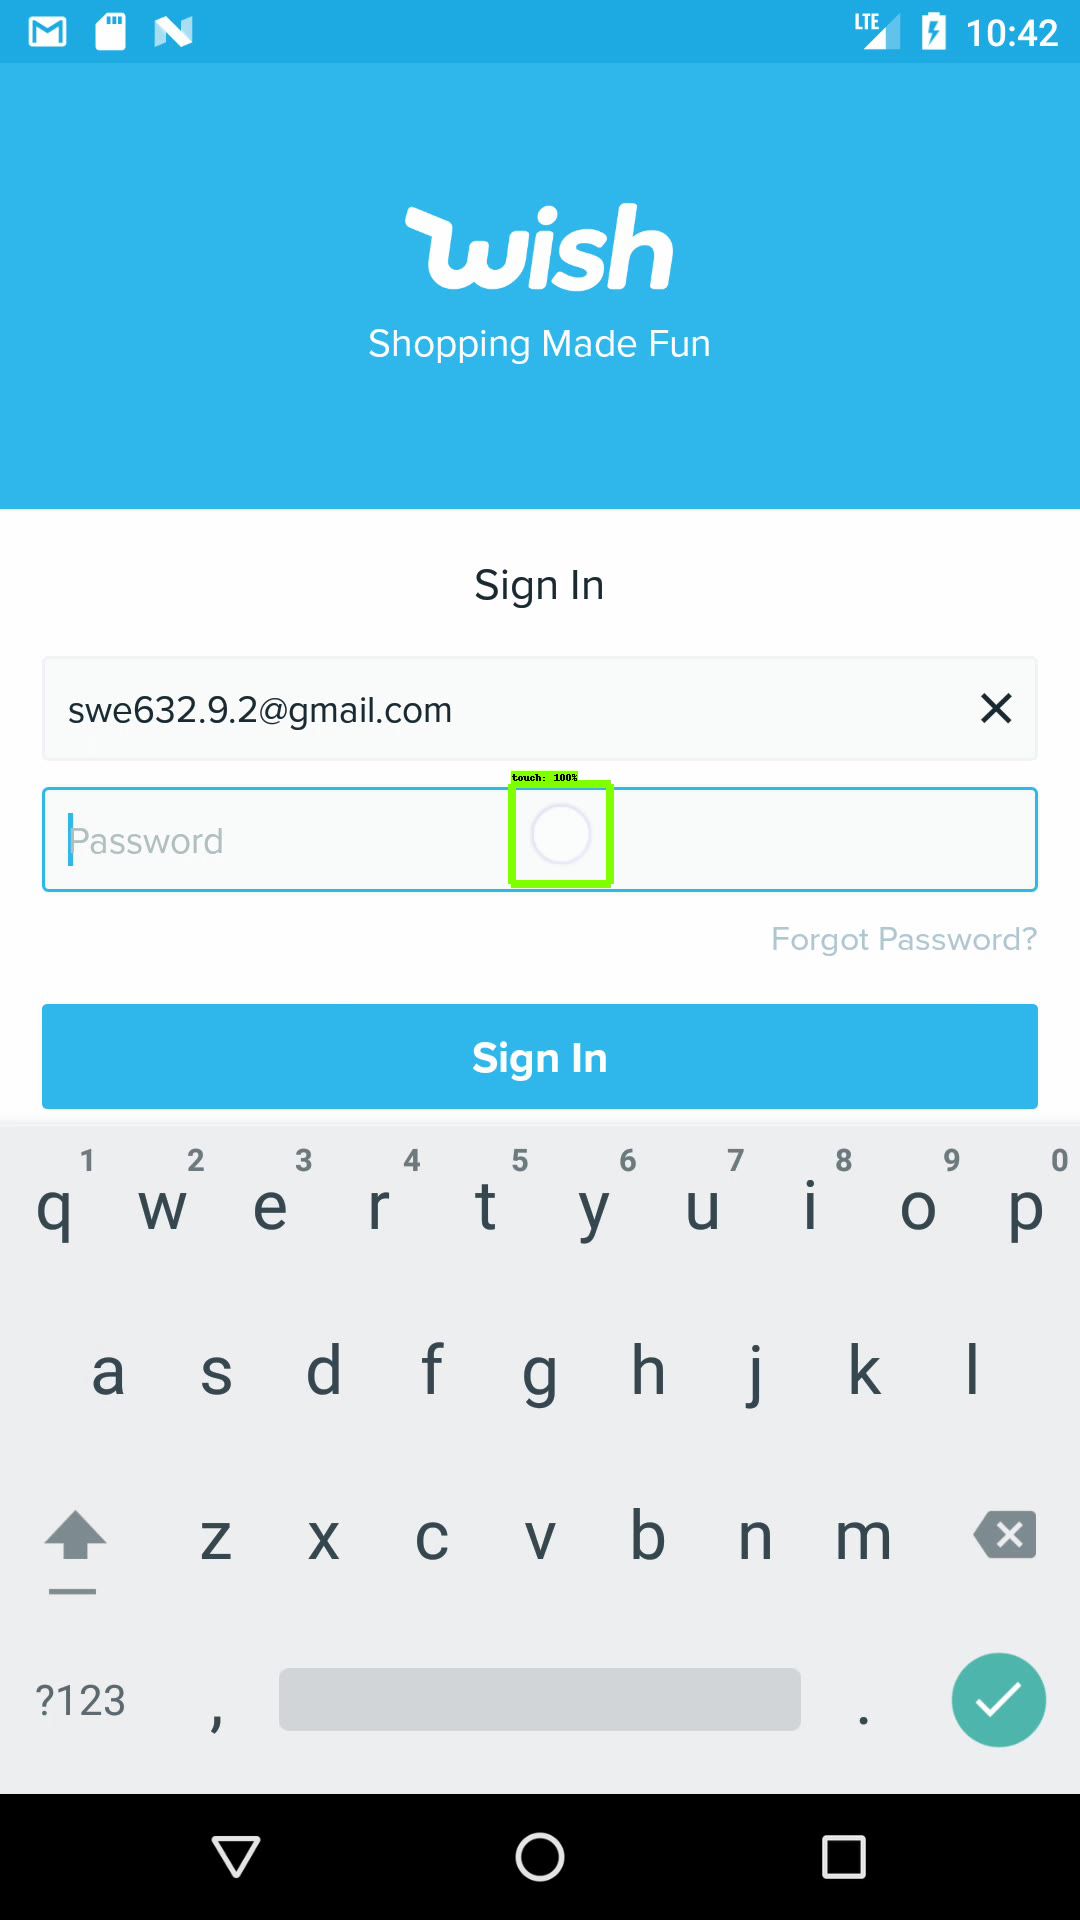 LTE 10:42
wish
Shopping Made Fun
Sign In
swe632.9.2@gmail.com
touch: 100%
Password
Forgot Password?
Sign In
1 2 3 4 5 6 7 8 9 0
q w e r t y u i o p
a s d f g h j k l
z x c v b n m
?123 , .